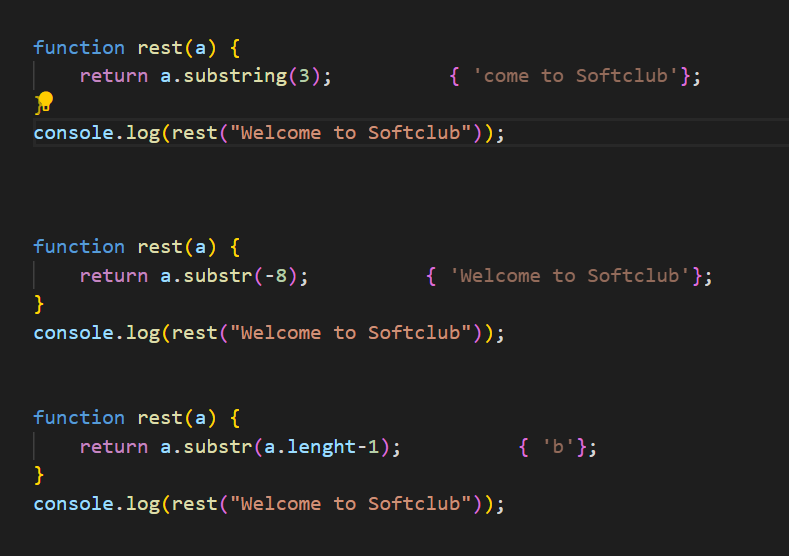 function rest(a) {
    return a.substring(3);          { 'come to Softclub'};
}
console.log(rest("Welcome to Softclub"));
function rest(a) {
    return a.substr(-8);          { 'Welcome to Softclub'};
}
console.log(rest("Welcome to Softclub"));
function rest(a) {
    return a.substr(a.lenght-1);          { 'b'};
}
console.log(rest("Welcome to Softclub"));